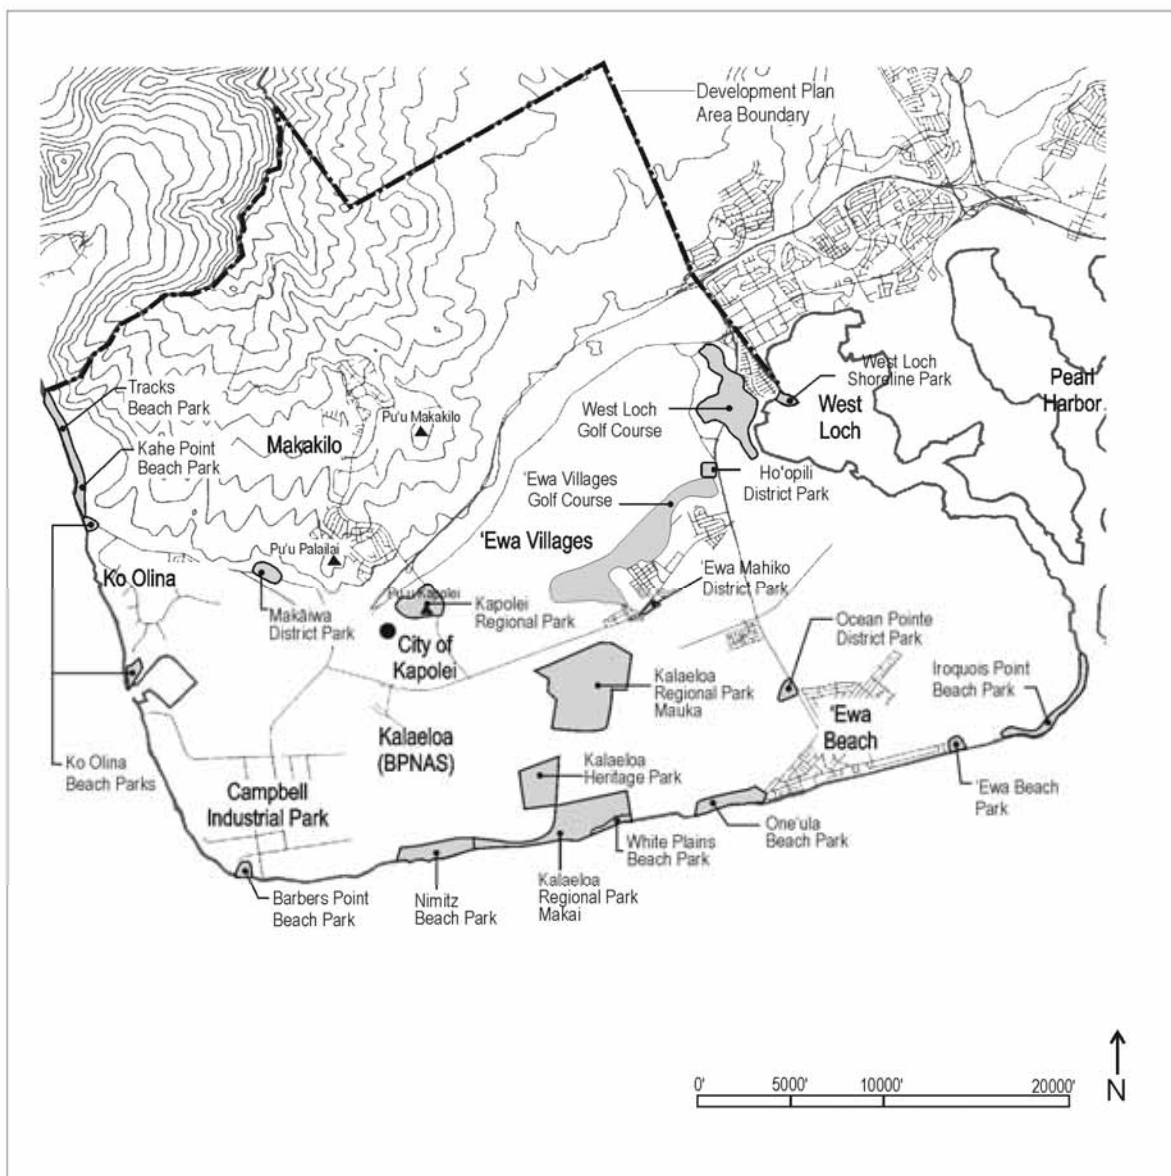 Development Plan
Area Boundary
Tracks
Beach Park
Kahe Point
Beach Park
Makakilo
Pu'u Makakilo
West Loch
Golf Course
West Loch
Shoreline Park
West
Loch
Pearl
Harbor
Ho'opili
District Park
'Ewa Villages
Golf Course
'Ewa Villages
Pu'u Palailai
Ko Olina
Makāiwa
District Park
Pu'u Kapolei
Kapolei
Regional Park
City of
Kapolei
'Ewa Mahiko
District Park
Ocean Pointe
District Park
Iroquois Point
Beach Park
Kalaeloa
Regional Park
Mauka
'Ewa
Beach
Kalaeloa
(BPNAS)
Ko Olina
Beach Parks
Kalaeloa
Heritage Park
Campbell
Industrial Park
'Ewa Beach
Park
One'ula
Beach Park
White Plains
Beach Park
Kalaeloa
Regional Park
Makai
Nimitz
Beach Park
Barbers Point
Beach Park
0' 5000' 10000' 20000'
N